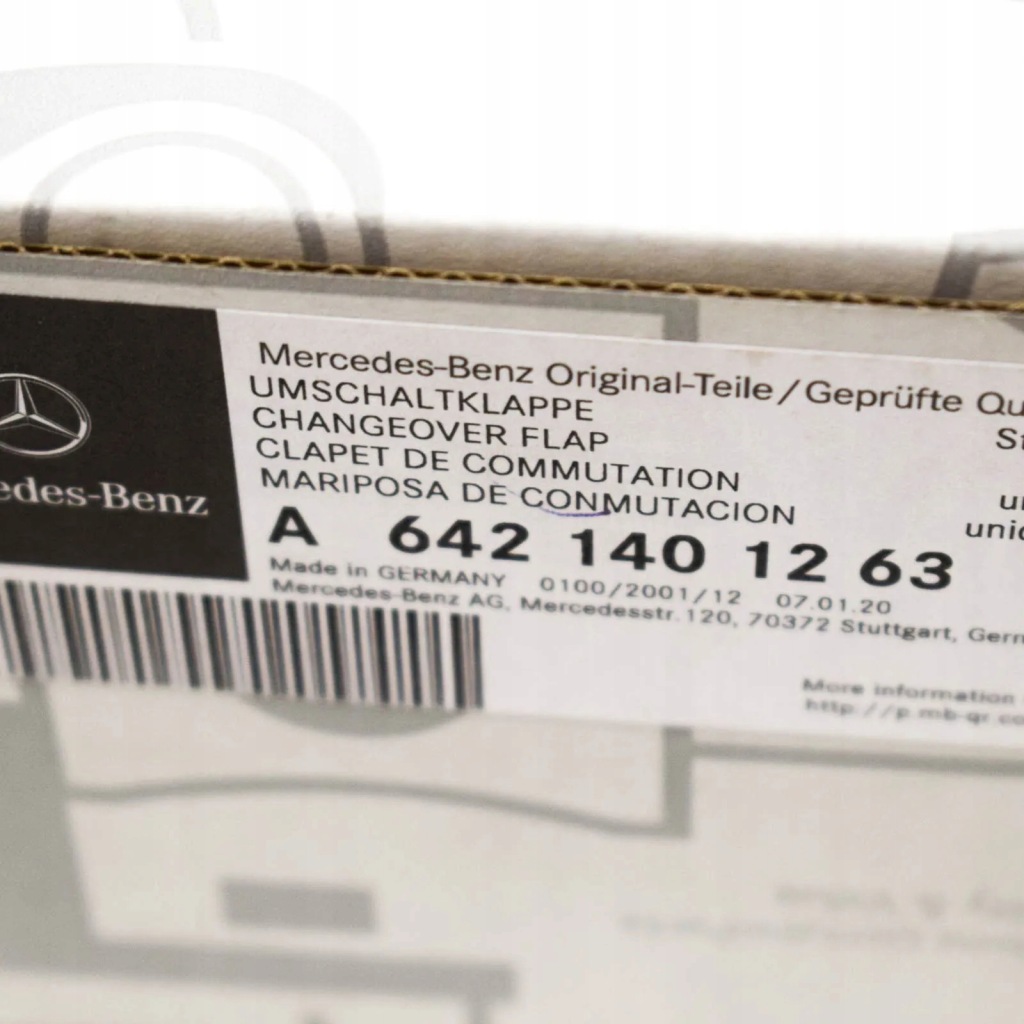 Mercedes-Benz Original-Teile / Geprüfte Qu
UMSCHALTKLAPPE
St
CHANGEOVER FLAP
CLAPET DE COMMUTATION
MARIPOSA DE CONMUTACION
unid
A 642 140 12 63
Made in GERMANY 0100/2001/12 07.01.20
Mercedes-Benz AG, Mercedesstr. 120, 70372 Stuttgart, Germ
edes-Benz
More information
http://p.mb-qr.co